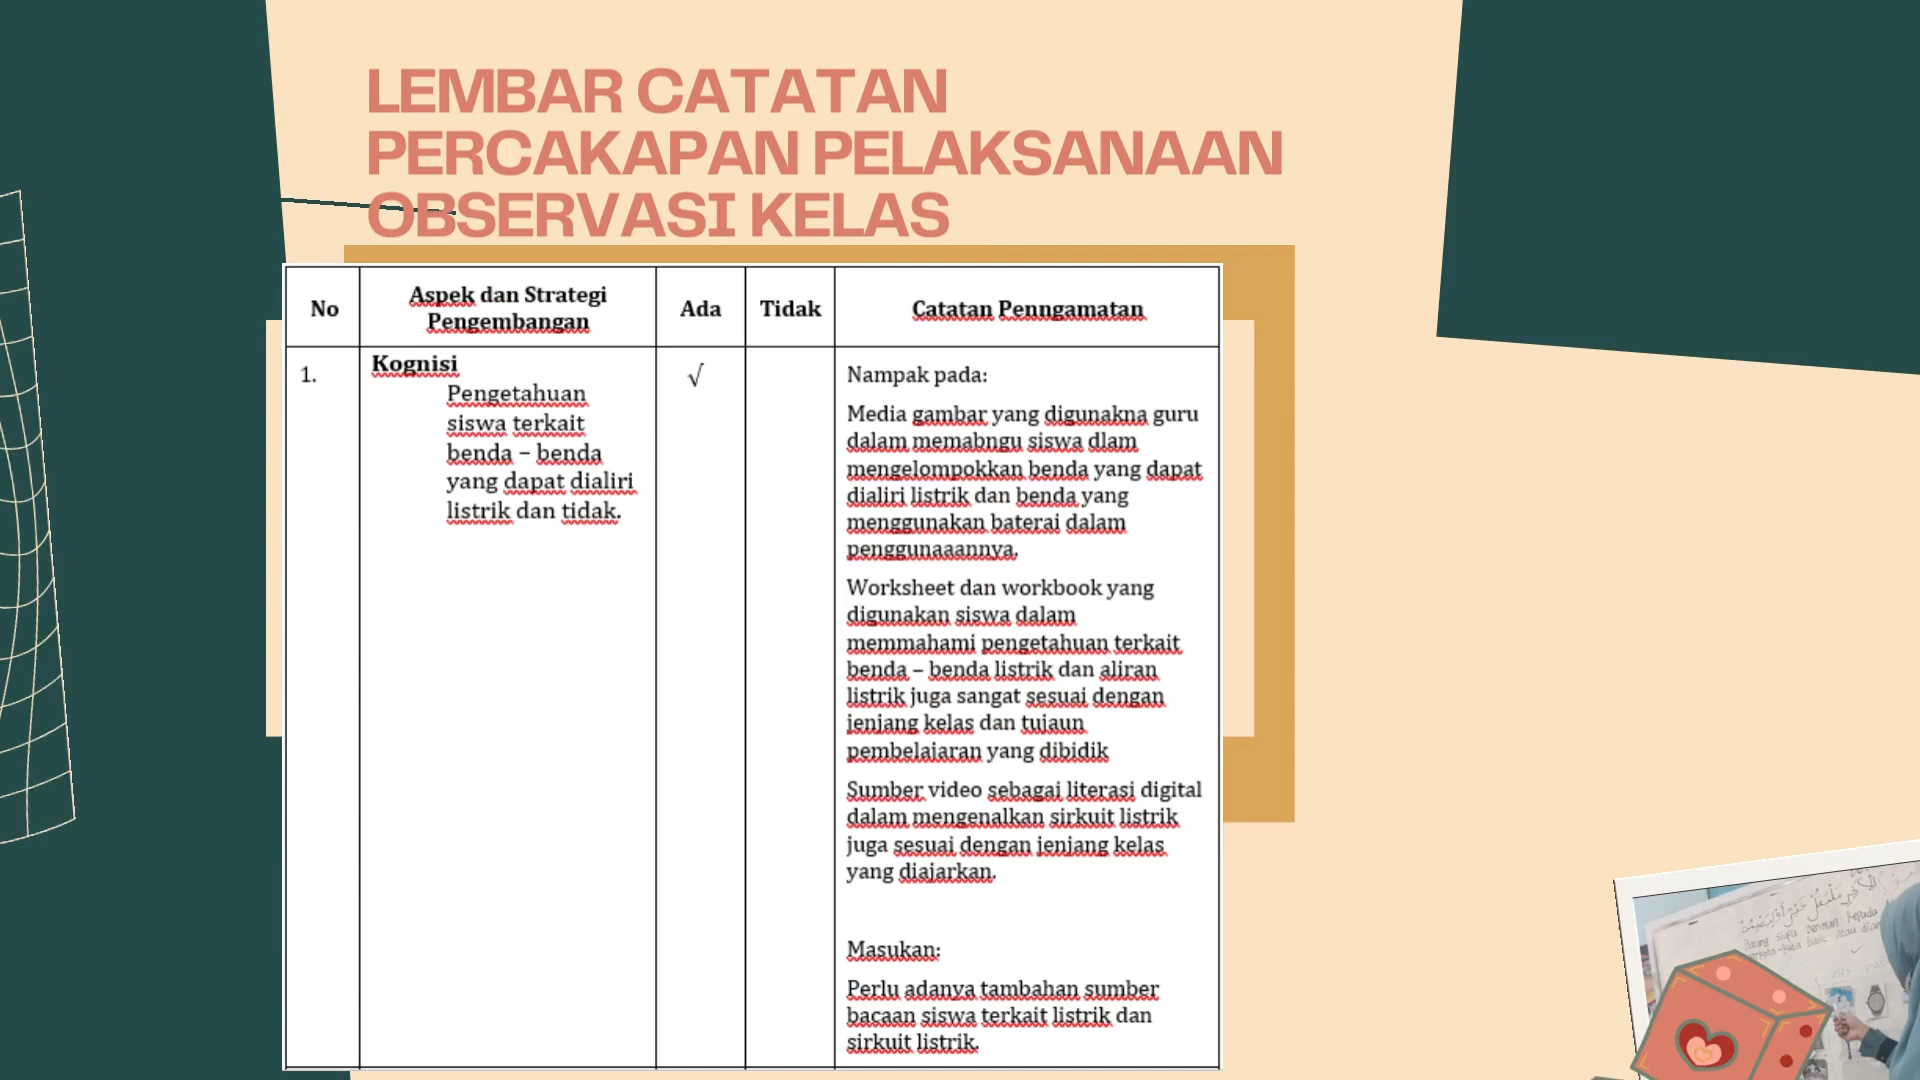 LEMBAR CATATAN
PERCAKAPAN PELAKSANAAN
OBSERVASI KELAS
No
Aspek dan Strategi
Pengembangan
Ada
Tidak
Catatan Penngamatan
1.
Kognisi
Pengetahuan
siswa terkait
benda – benda
yang dapat dialiri
listrik dan tidak.
√
Nampak pada:
Media gambar yang digunakna guru
dalam memabngu siswa dlam
mengelompokkan benda yang dapat
dialiri listrik dan benda yang
menggunakan baterai dalam
penggunaaannya.
Worksheet dan workbook yang
digunakan siswa dalam
memmahami pengetahuan terkait
benda – benda listrik dan aliran
listrik juga sangat sesuai dengan
jenjang kelas dan tujaun
pembelajaran yang dibidik
Sumber video sebagai literasi digital
dalam mengenalkan sirkuit listrik
juga sesuai dengan jenjang kelas
yang diajarkan.
Masukan:
Perlu adanya tambahan sumber
bacaan siswa terkait listrik dan
sirkuit listrik.